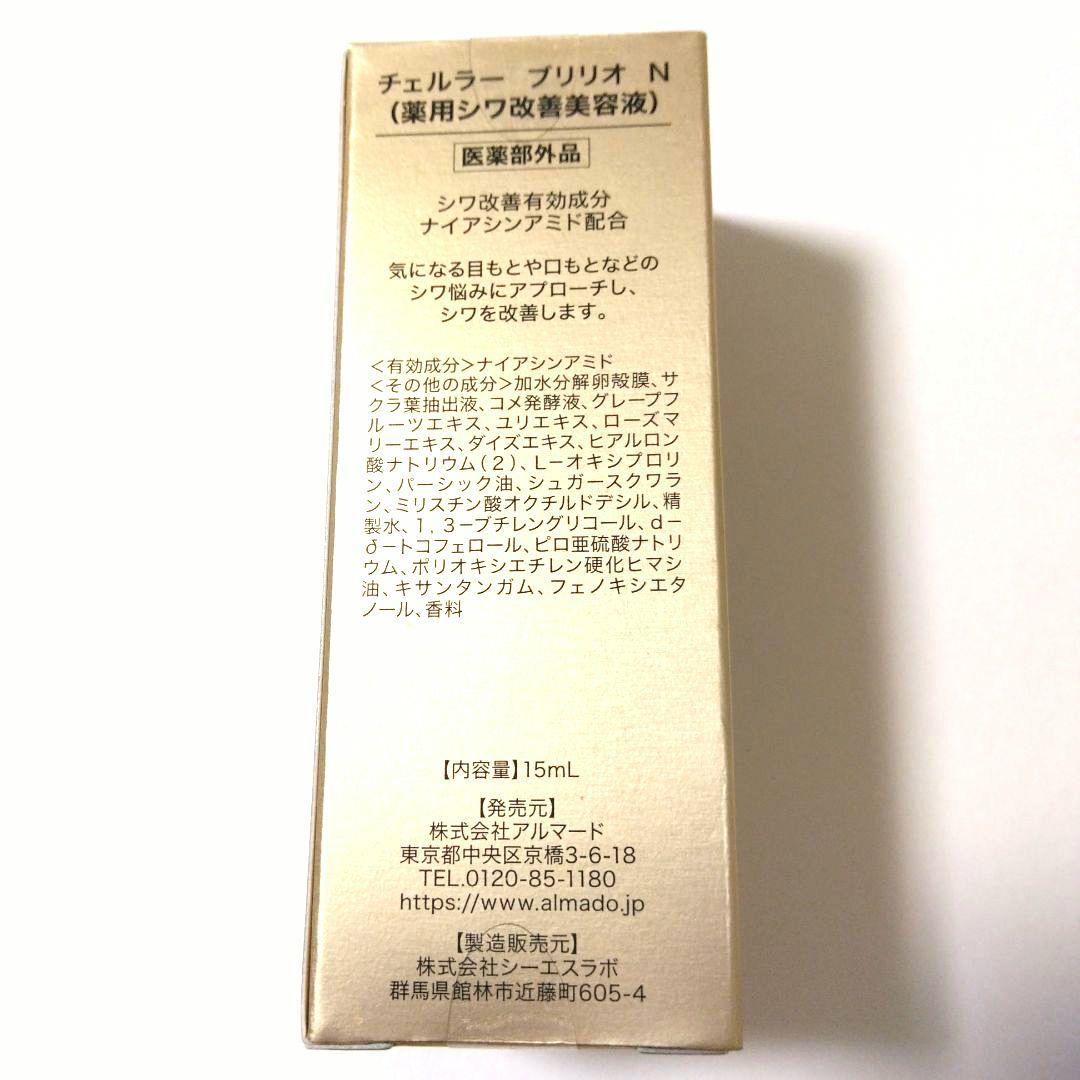 チェルラー ブリリオ N
(薬用シワ改善美容液)
医薬部外品
シワ改善有効成分
ナイアシンアミド配合
気になる目もとや口もとなどの
シワ悩みにアプローチし、
シワを改善します。
<有効成分>ナイアシンアミド
<その他の成分>加水分解卵殻膜、サ
クラ葉抽出液、コメ発酵液、グレープフ
ルーツエキス、ユリエキス、ローズマ
リーエキス、ダイズエキス、ヒアルロン
酸ナトリウム(2)、L-オキシプロリ
ン、パーシック油、シュガースクワラ
ン、ミリスチン酸オクチルドデシル、精
製水、1,3-ブチレングリコール、d-
δ-トコフェロール、ピロ亜硫酸ナトリ
ウム、ポリオキシエチレン硬化ヒマシ
油、キサンタンガム、フェノキシエタ
ノール、香料
【内容量】15mL
【発売元】
株式会社アルマード
東京都中央区京橋3-6-18
TEL.0120-85-1180
https://www.almado.jp
【製造販売元】
株式会社シーエスラボ
群馬県館林市近藤町605-4